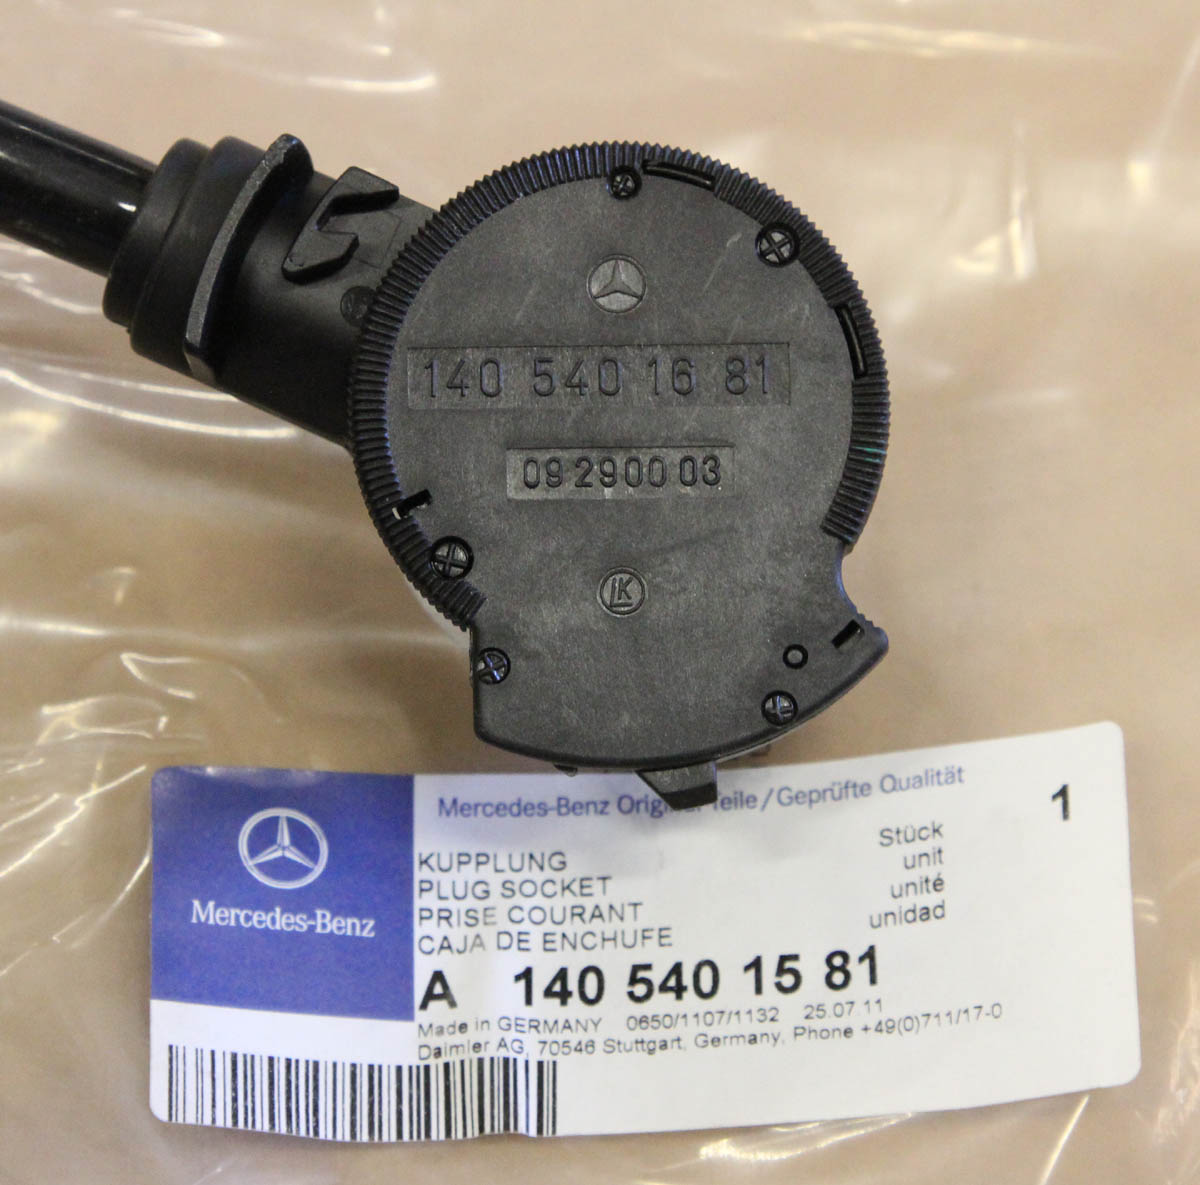 140 540 16 81
09 2900 03
LK
Mercedes-Benz Original Teile/Geprüfte Qualität
1
Mercedes-Benz
KUPPLUNG
PLUG SOCKET
PRISE COURANT
CAJA DE ENCHUFE
Stück
unit
unité
unidad
A 140 540 15 81
Made in GERMANY 0650/1107/1132 25.07.11
Daimler AG, 70546 Stuttgart, Germany, Phone +49(0)711/17-0